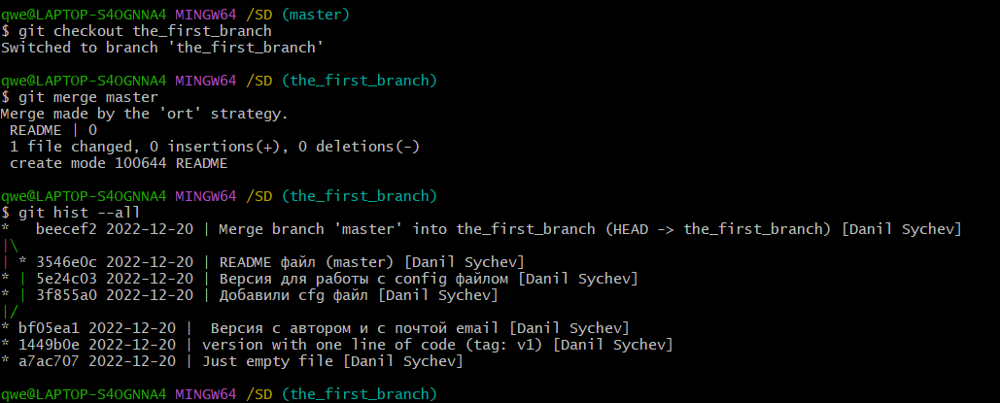 qwe@LAPTOP-S4OGNNA4 MINGW64 /SD (master)
$ git checkout the_first_branch
Switched to branch 'the_first_branch'

qwe@LAPTOP-S4OGNNA4 MINGW64 /SD (the_first_branch)
$ git merge master
Merge made by the 'ort' strategy.
 README | 0
 1 file changed, 0 insertions(+), 0 deletions(-)
 create mode 100644 README

qwe@LAPTOP-S4OGNNA4 MINGW64 /SD (the_first_branch)
$ git hist --all
*   beecef2 2022-12-20 | Merge branch 'master' into the_first_branch (HEAD -> the_first_branch) [Danil Sychev]
|\
| * 3546e0c 2022-12-20 | README файл (master) [Danil Sychev]
* | 5e24c03 2022-12-20 | Версия для работы с config файлом [Danil Sychev]
* | 3f855a0 2022-12-20 | Добавили cfg файл [Danil Sychev]
|/
* bf05ea1 2022-12-20 |  Версия с автором и с почтой email [Danil Sychev]
* 1449b0e 2022-12-20 | version with one line of code (tag: v1) [Danil Sychev]
* a7ac707 2022-12-20 | Just empty file [Danil Sychev]

qwe@LAPTOP-S4OGNNA4 MINGW64 /SD (the_first_branch)